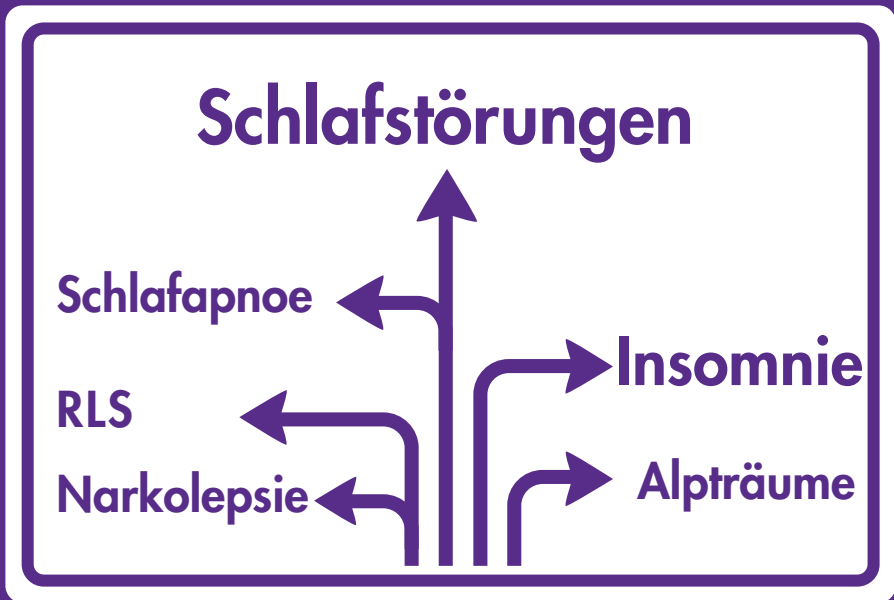 Schlafstörungen
Schlafapnoe
Insomnie
RLS
Narkolepsie
Alpträume